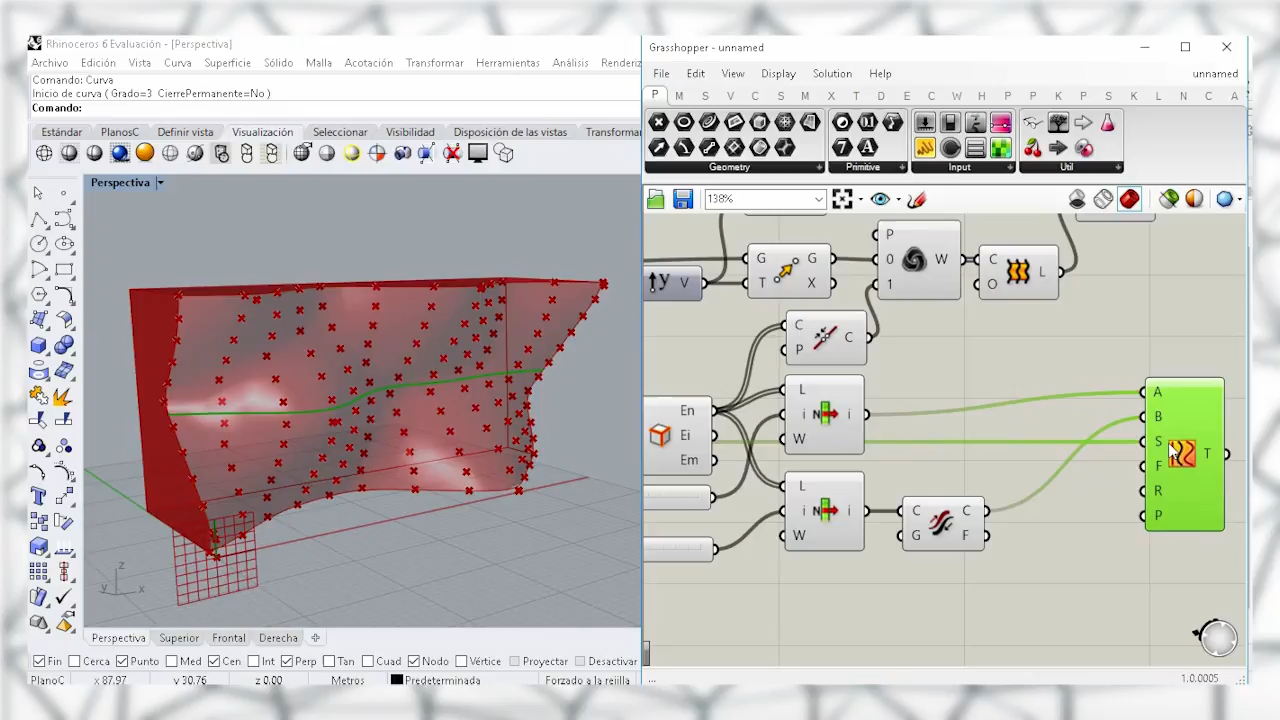 Rhinoceros 6 Evaluación - [Perspectiva]
Archivo Edición Vista Curva Superficie Sólido Malla Acotación Transformar Herramientas Análisis Renderiz
Comando: Curva
Inicio de curva ( Grado=3 CierrePermanente=No )
Comando:
Estándar PlanosC Definir vista Visualización Seleccionar Visibilidad Disposición de las v Transforma
Perspectiva
z
y x
Perspectiva Superior Frontal Derecha
Fin Cerca Punto Med Cen Int Perp Tan Cuad Nodo Vértice Proyectar Desactivar
PlanoC x 87.97 y 30.76 z 0.00 Metros Predeterminada Forzado a la rejilla
Grasshopper - unnamed
File Edit View Display Solution Help unnamed
P M S V C S M X T D E C W H P K P S K L N C A
Geometry Primitive Input Util
138%
P
G G 0 W C
y V T X 1 O L
C
P C
L
En i N i A
Ei W B
Em S T
L F
i N i C C R
W G F P
... 1.0.0005